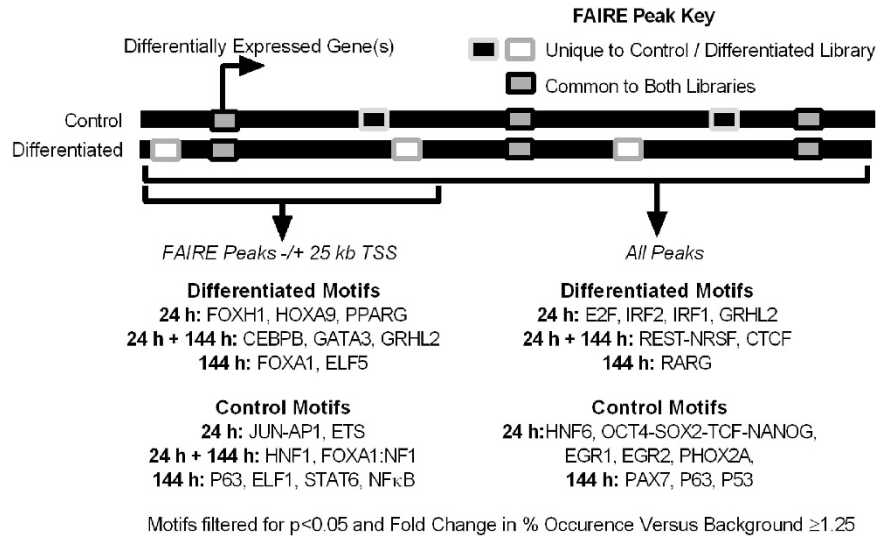 FAIRE Peak Key
Differentially Expressed Gene(s)
Unique to Control / Differentiated Library
Common to Both Libraries
Control
Differentiated
FAIRE Peaks -/+ 25 kb TSS
All Peaks
Differentiated Motifs
24 h: FOXH1, HOXA9, PPARG
24 h + 144 h: CEBPB, GATA3, GRHL2
144 h: FOXA1, ELF5
Differentiated Motifs
24 h: E2F, IRF2, IRF1, GRHL2
24 h + 144 h: REST-NRSF, CTCF
144 h: RARG
Control Motifs
24 h: JUN-AP1, ETS
24 h + 144 h: HNF1, FOXA1:NF1
144 h: P63, ELF1, STAT6, NFκB
Control Motifs
24 h:HNF6, OCT4-SOX2-TCF-NANOG,
EGR1, EGR2, PHOX2A,
144 h: PAX7, P63, P53
Motifs filtered for p<0.05 and Fold Change in % Occurence Versus Background ≥1.25